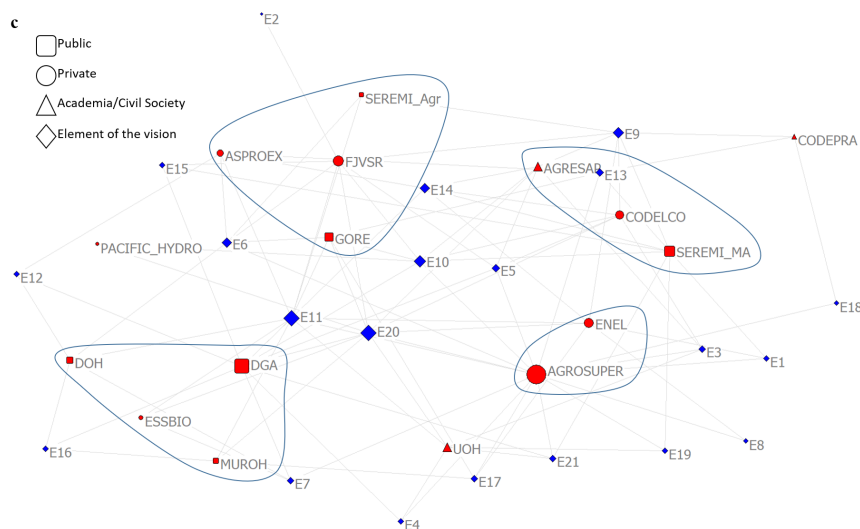 c
E2
Public
Private
Academia/Civil Society
Element of the vision
SEREMI_Agr
E9
CODEPRA
ASPROEX
FJVSR
E15
AGRESAP
E13
E14
CODELCO
GORE
E6
PACIFIC_HYDRO
SEREMI_MA
E10
E5
E12
E18
E11
E20
ENEL
E3
E1
DOH
DGA
AGROSUPER
ESSBIO
E8
E16
UOH
E19
E21
MUROH
E7
E17
F4